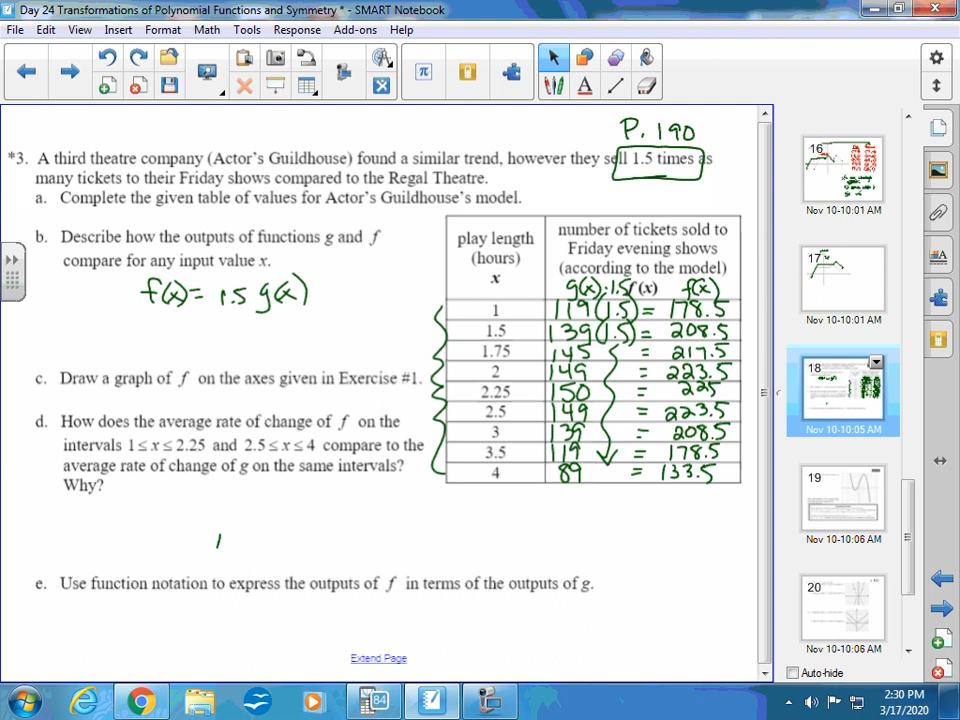 Day 24 Transformations of Polynomial Functions and Symmetry * - SMART Notebook
File Edit View Insert Format Math Tools Response Add-ons Help
P. 190
*3. A third theatre company (Actor's Guildhouse) found a similar trend, however they sell 1.5 times as
many tickets to their Friday shows compared to the Regal Theatre.
a. Complete the given table of values for Actor's Guildhouse's model.
b. Describe how the outputs of functions g and f
compare for any input value x.
f(x) = 1.5 g(x)
c. Draw a graph of f on the axes given in Exercise #1.
d. How does the average rate of change of f on the
intervals 1 ≤ x ≤ 2.25 and 2.5 ≤ x ≤ 4 compare to the
average rate of change of g on the same intervals?
Why?
play length
(hours)
x
number of tickets sold to
Friday evening shows
(according to the model)
g(x)·1.5 f(x) f(x)
1 119(1.5) = 178.5
1.5 139(1.5) = 208.5
1.75 145 = 217.5
2 149 = 223.5
2.25 150 = 225
2.5 149 = 223.5
3 139 = 208.5
3.5 119 = 178.5
4 89 = 133.5
e. Use function notation to express the outputs of f in terms of the outputs of g.
Extend Page
16
Nov 10-10:01 AM
17
Nov 10-10:01 AM
18
Nov 10-10:05 AM
19
Nov 10-10:06 AM
20
Nov 10-10:06 AM
Auto-hide
84
2:30 PM
3/17/2020